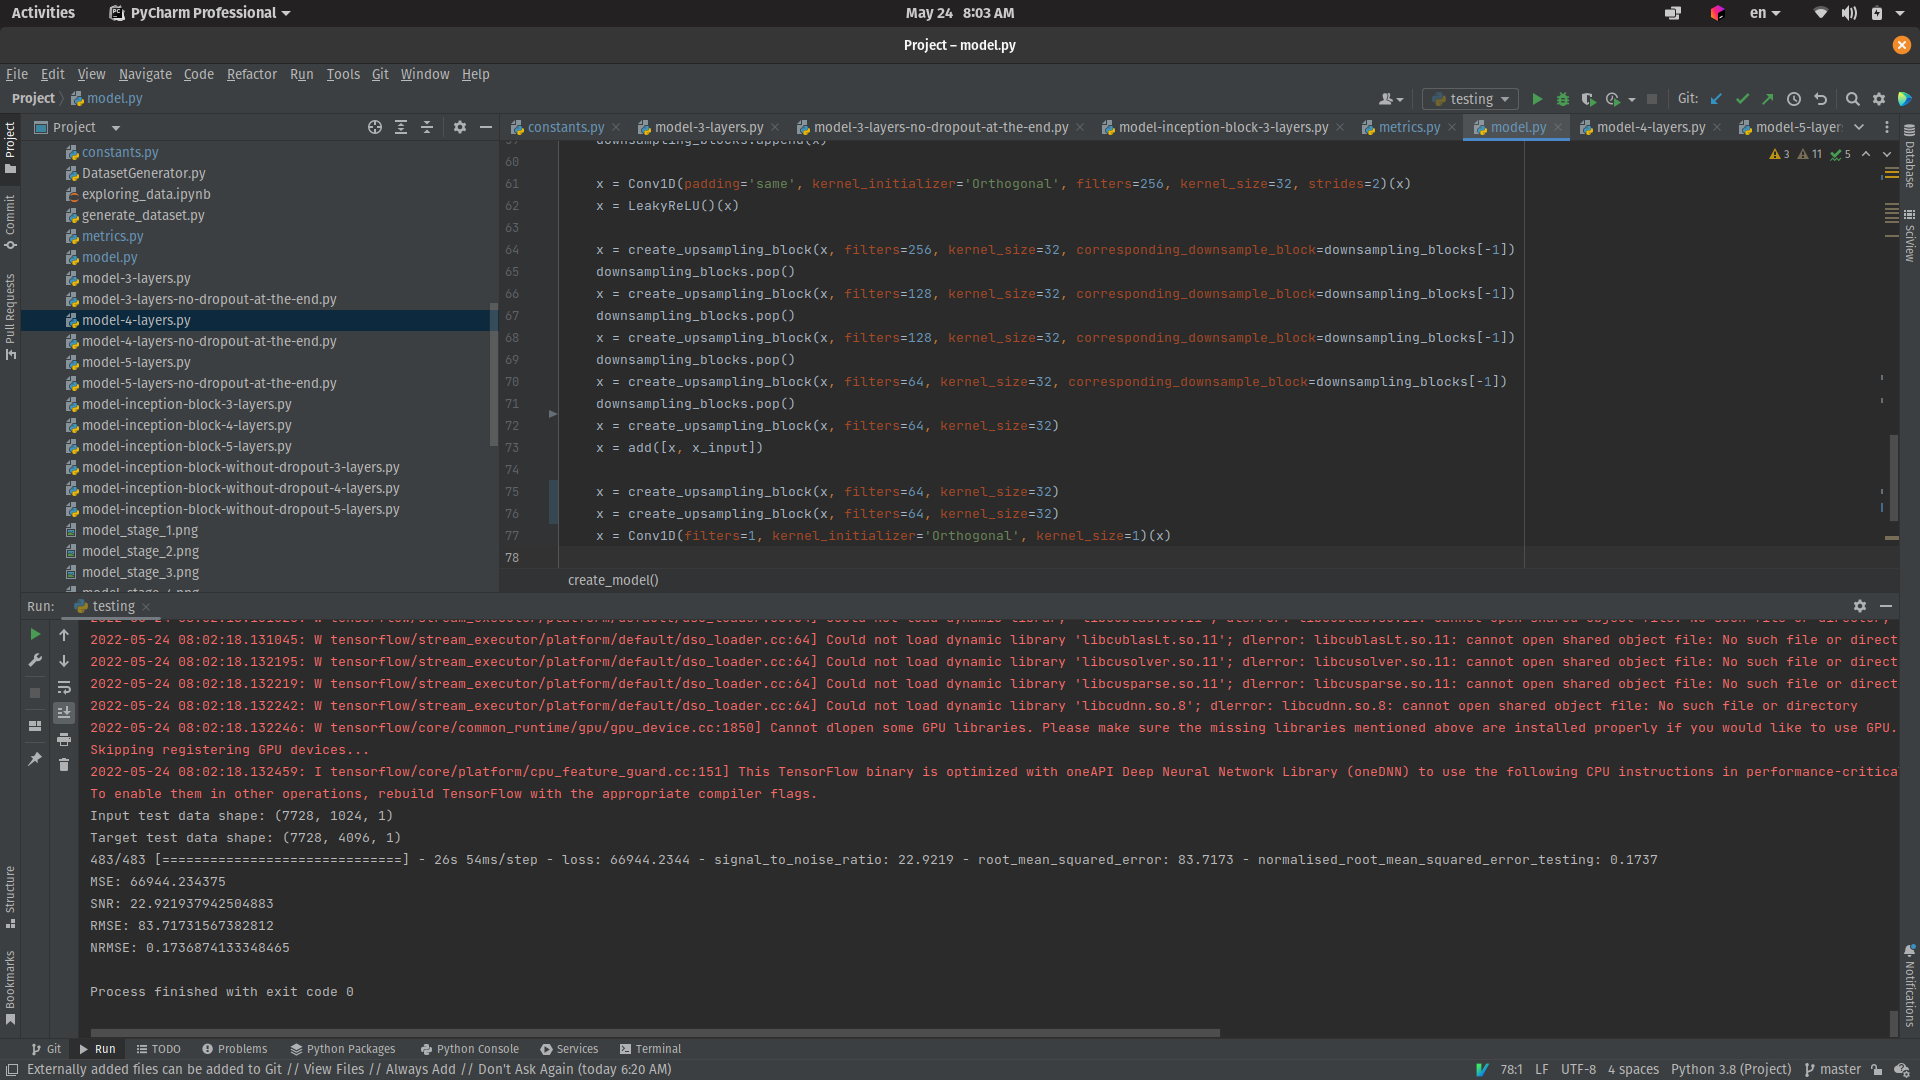 Activities
PyCharm Professional
May 24 8:03 AM
en
Project – model.py
File Edit View Navigate Code Refactor Run Tools Git Window Help
Project model.py
testing
Git:
Project
constants.py
model-3-layers.py
model-3-layers-no-dropout-at-the-end.py
model-inception-block-3-layers.py
metrics.py
model.py
model-4-layers.py
model-5-layer
Project
Commit
Pull Requests
Structure
Bookmarks
constants.py
DatasetGenerator.py
exploring_data.ipynb
generate_dataset.py
metrics.py
model.py
model-3-layers.py
model-3-layers-no-dropout-at-the-end.py
model-4-layers.py
model-4-layers-no-dropout-at-the-end.py
model-5-layers.py
model-5-layers-no-dropout-at-the-end.py
model-inception-block-3-layers.py
model-inception-block-4-layers.py
model-inception-block-5-layers.py
model-inception-block-without-dropout-3-layers.py
model-inception-block-without-dropout-4-layers.py
model-inception-block-without-dropout-5-layers.py
model_stage_1.png
model_stage_2.png
model_stage_3.png
3 11 5
59 downsampling_blocks.append(x)
60
61 x = Conv1D(padding='same', kernel_initializer='Orthogonal', filters=256, kernel_size=32, strides=2)(x)
62 x = LeakyReLU()(x)
63
64 x = create_upsampling_block(x, filters=256, kernel_size=32, corresponding_downsample_block=downsampling_blocks[-1])
65 downsampling_blocks.pop()
66 x = create_upsampling_block(x, filters=128, kernel_size=32, corresponding_downsample_block=downsampling_blocks[-1])
67 downsampling_blocks.pop()
68 x = create_upsampling_block(x, filters=128, kernel_size=32, corresponding_downsample_block=downsampling_blocks[-1])
69 downsampling_blocks.pop()
70 x = create_upsampling_block(x, filters=64, kernel_size=32, corresponding_downsample_block=downsampling_blocks[-1])
71 downsampling_blocks.pop()
72 x = create_upsampling_block(x, filters=64, kernel_size=32)
73 x = add([x, x_input])
74
75 x = create_upsampling_block(x, filters=64, kernel_size=32)
76 x = create_upsampling_block(x, filters=64, kernel_size=32)
77 x = Conv1D(filters=1, kernel_initializer='Orthogonal', kernel_size=1)(x)
78
create_model()
Database
SciView
Notifications
Run: testing
2022-05-24 08:02:18.131045: W tensorflow/stream_executor/platform/default/dso_loader.cc:64] Could not load dynamic library 'libcublasLt.so.11'; dlerror: libcublasLt.so.11: cannot open shared object file: No such file or direct
2022-05-24 08:02:18.132195: W tensorflow/stream_executor/platform/default/dso_loader.cc:64] Could not load dynamic library 'libcusolver.so.11'; dlerror: libcusolver.so.11: cannot open shared object file: No such file or direct
2022-05-24 08:02:18.132219: W tensorflow/stream_executor/platform/default/dso_loader.cc:64] Could not load dynamic library 'libcusparse.so.11'; dlerror: libcusparse.so.11: cannot open shared object file: No such file or direct
2022-05-24 08:02:18.132242: W tensorflow/stream_executor/platform/default/dso_loader.cc:64] Could not load dynamic library 'libcudnn.so.8'; dlerror: libcudnn.so.8: cannot open shared object file: No such file or directory
2022-05-24 08:02:18.132246: W tensorflow/core/common_runtime/gpu/gpu_device.cc:1850] Cannot dlopen some GPU libraries. Please make sure the missing libraries mentioned above are installed properly if you would like to use GPU.
Skipping registering GPU devices...
2022-05-24 08:02:18.132459: I tensorflow/core/platform/cpu_feature_guard.cc:151] This TensorFlow binary is optimized with oneAPI Deep Neural Network Library (oneDNN) to use the following CPU instructions in performance-critica
To enable them in other operations, rebuild TensorFlow with the appropriate compiler flags.
Input test data shape: (7728, 1024, 1)
Target test data shape: (7728, 4096, 1)
483/483 [==============================] - 26s 54ms/step - loss: 66944.2344 - signal_to_noise_ratio: 22.9219 - root_mean_squared_error: 83.7173 - normalised_root_mean_squared_error_testing: 0.1737
MSE: 66944.234375
SNR: 22.921937942504883
RMSE: 83.71731567382812
NRMSE: 0.1736874133348465
Process finished with exit code 0
Git Run TODO Problems Python Packages Python Console Services Terminal
Externally added files can be added to Git // View Files // Always Add // Don't Ask Again (today 6:20 AM)
78:1 LF UTF-8 4 spaces Python 3.8 (Project) master